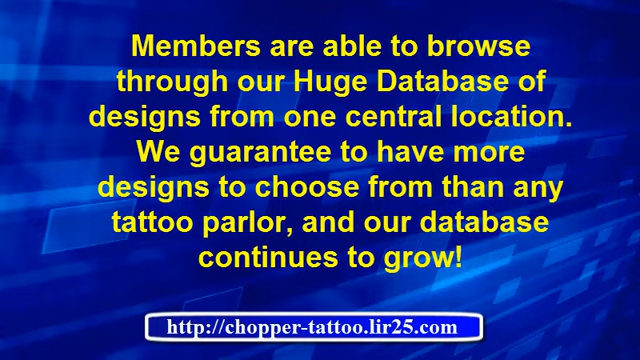 Members are able to browse
through our Huge Database of
designs from one central location.
We guarantee to have more
designs to choose from than any
tattoo parlor, and our database
continues to grow!
http://chopper-tattoo.lir25.com